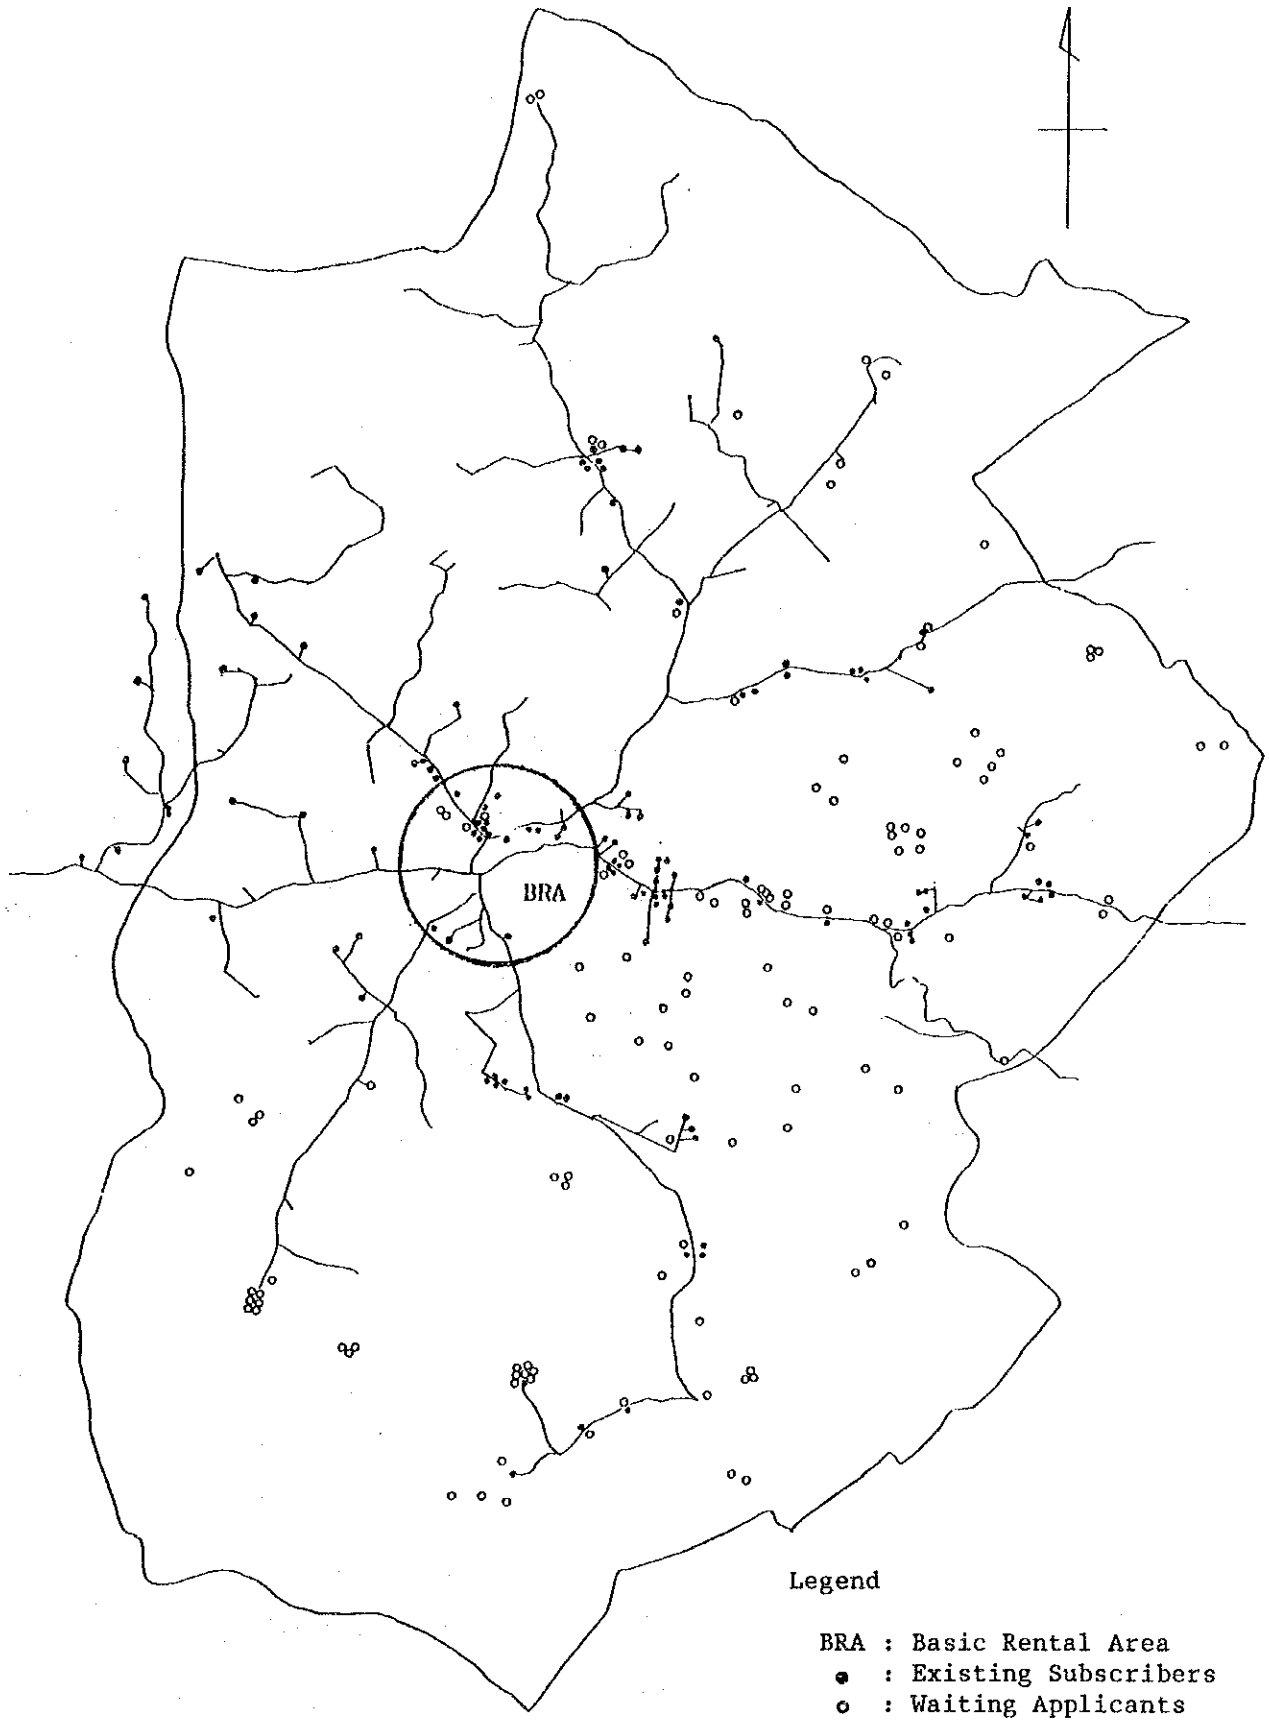 BRA
Legend
BRA : Basic Rental Area
: Existing Subscribers
: Waiting Applicants